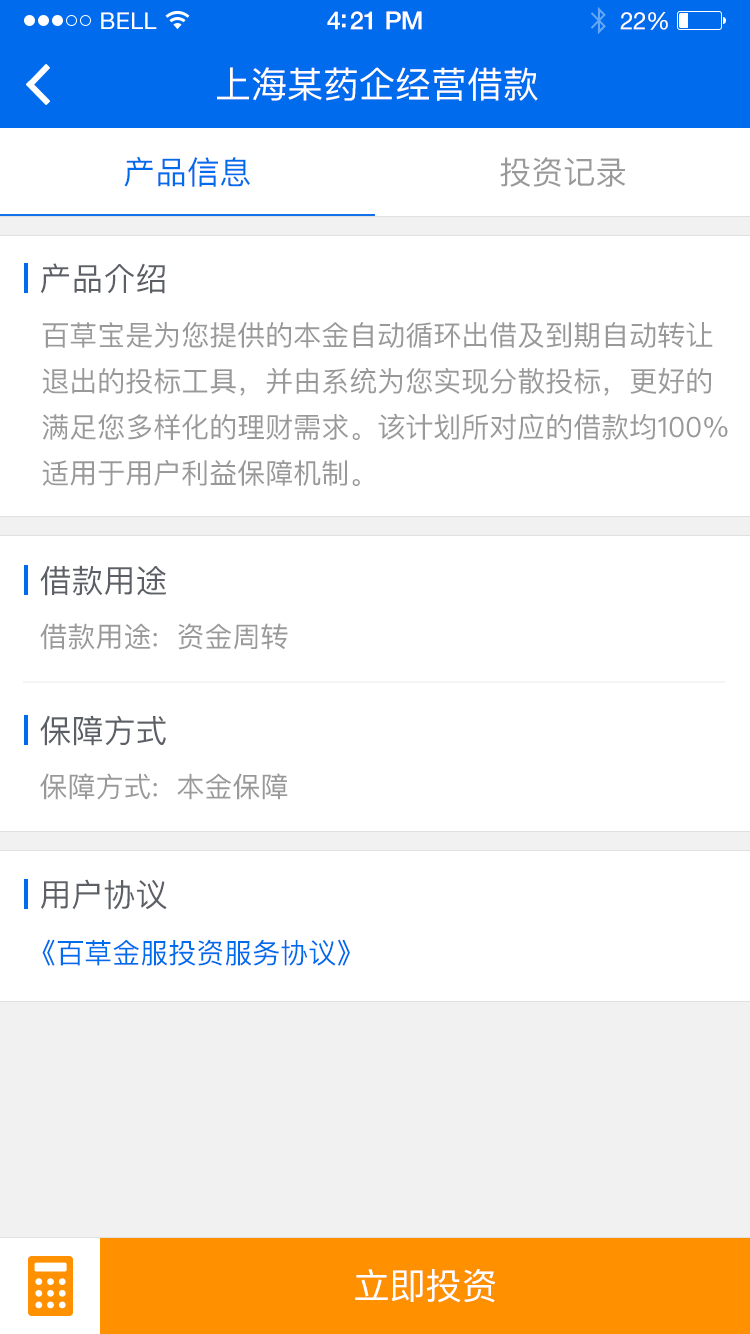 BELL 4:21 PM 22%
上海某药企经营借款
产品信息 投资记录
产品介绍
百草宝是为您提供的本金自动循环出借及到期自动转让
退出的投标工具，并由系统为您实现分散投标，更好的
满足您多样化的理财需求。该计划所对应的借款均100%
适用于用户利益保障机制。
借款用途
借款用途: 资金周转
保障方式
保障方式: 本金保障
用户协议
《百草金服投资服务协议》
立即投资